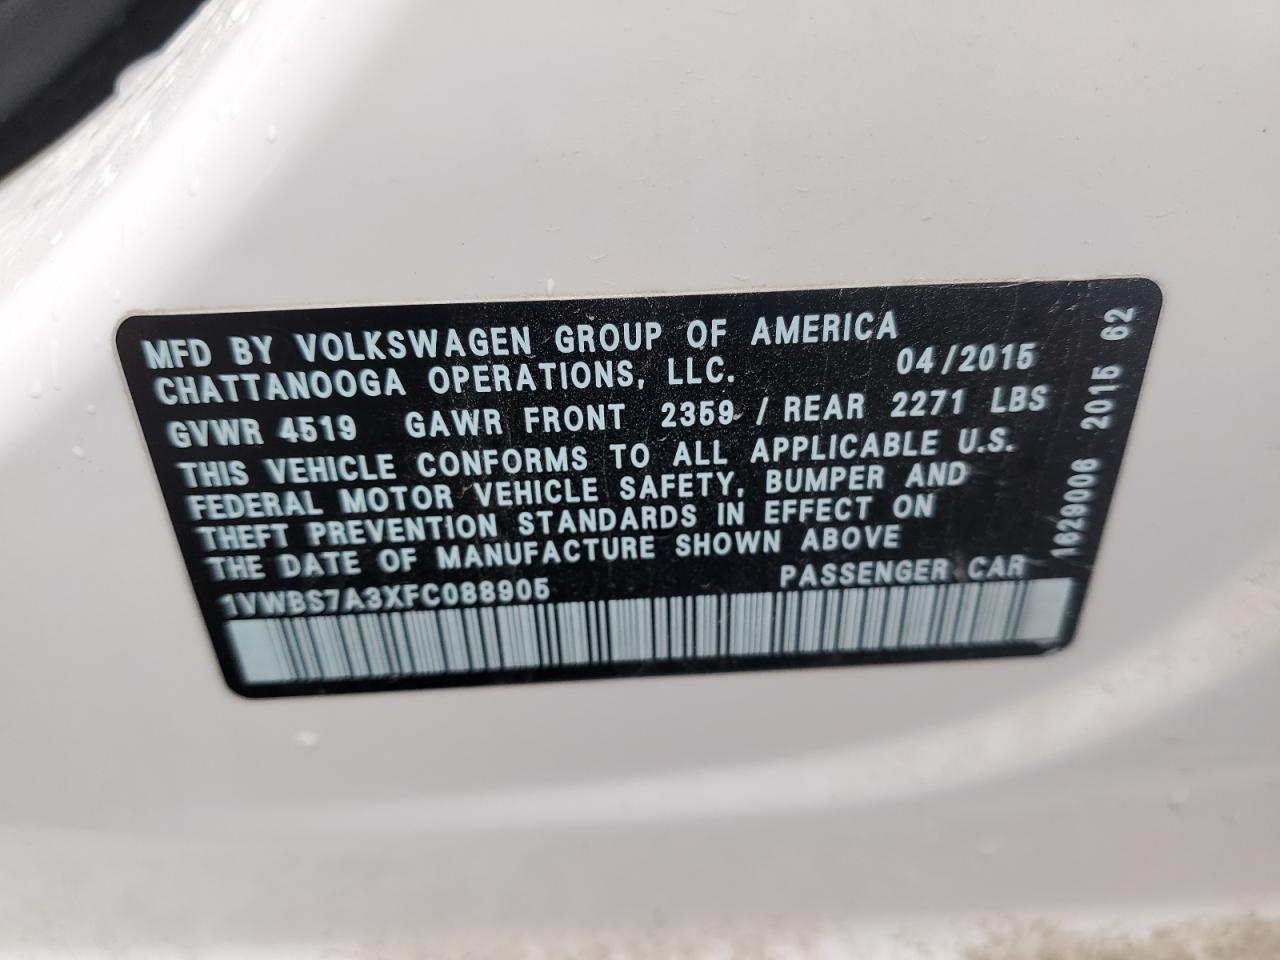 MFD BY VOLKSWAGEN GROUP OF AMERICA
CHATTANOOGA OPERATIONS, LLC. 04/2015
GVWR 4519 GAWR FRONT 2359 / REAR 2271 LBS
THIS VEHICLE CONFORMS TO ALL APPLICABLE U.S.
FEDERAL MOTOR VEHICLE SAFETY, BUMPER AND
THEFT PREVENTION STANDARDS IN EFFECT ON
THE DATE OF MANUFACTURE SHOWN ABOVE
1VWBS7A3XFC088905 PASSENGER CAR
1629006 2015 62